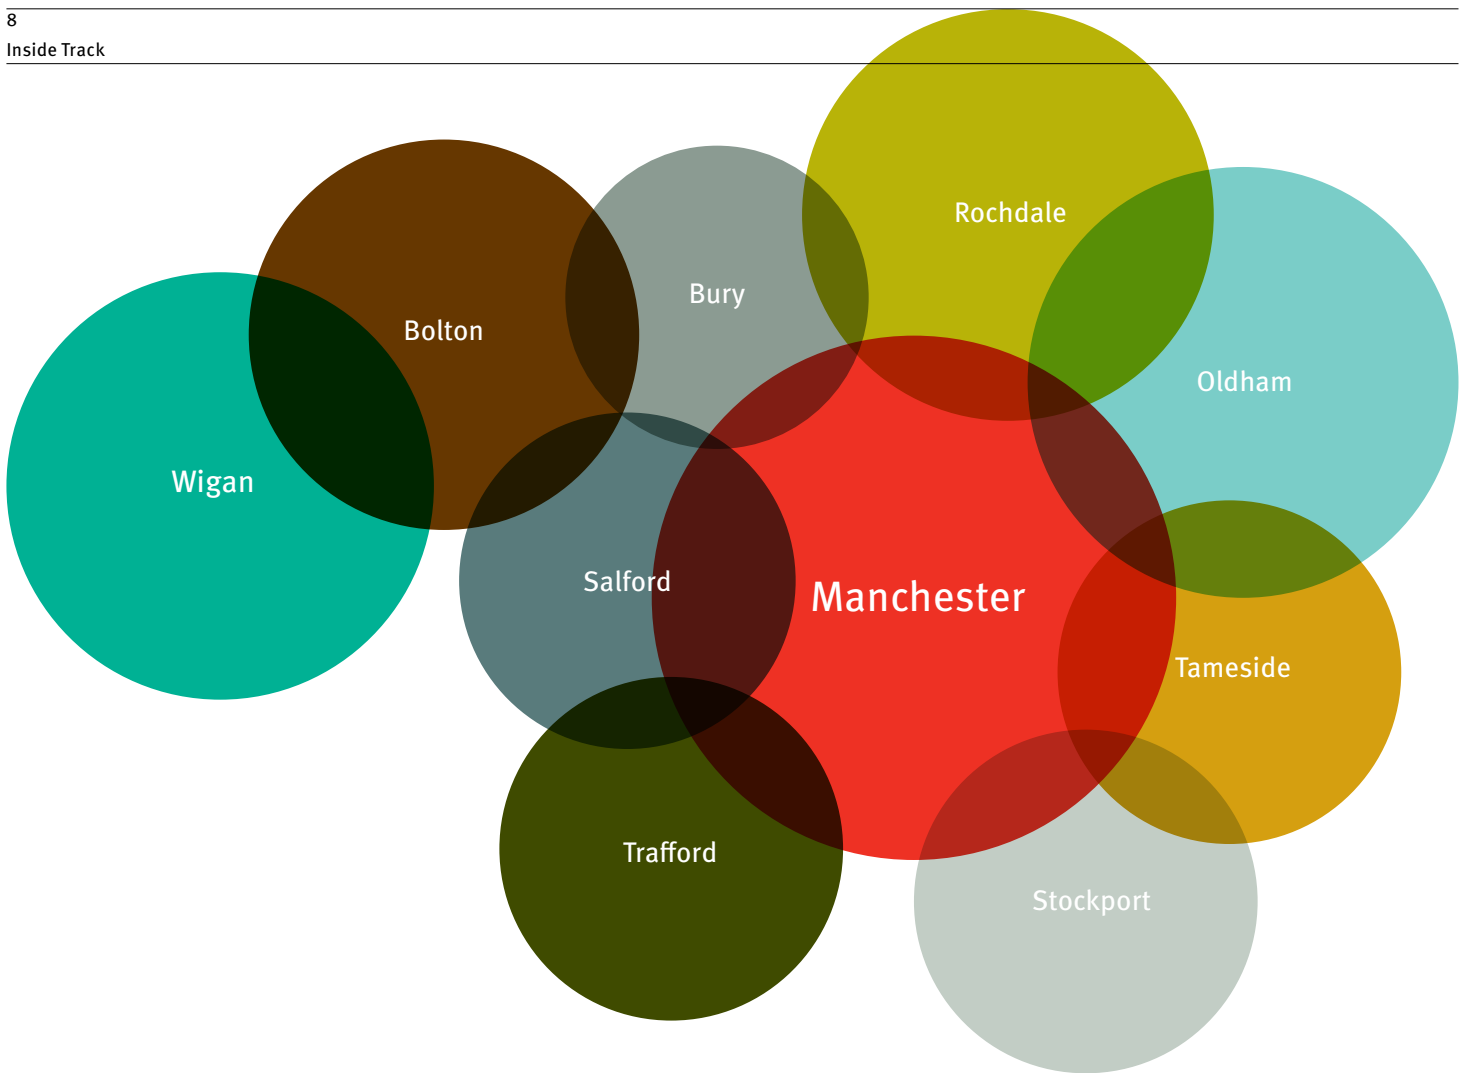 8
Inside Track
Rochdale
Bury
Bolton
Oldham
Wigan
Salford
Manchester
Tameside
Trafford
Stockport